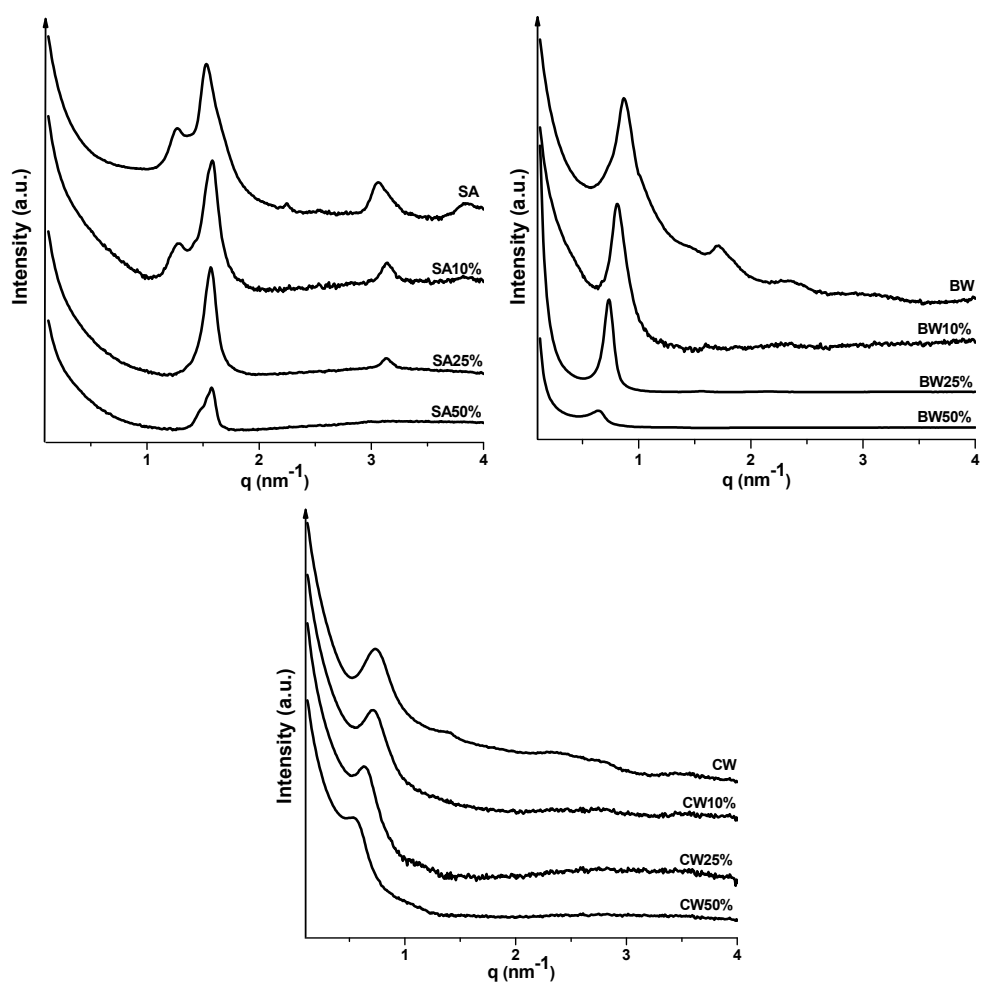 Intensity (a.u.)
SA
SA10%
SA25%
SA50%
1 2 3 4
q (nm-1)
Intensity (a.u.)
BW
BW10%
BW25%
BW50%
1 2 3 4
q (nm-1)
Intensity (a.u.)
CW
CW10%
CW25%
CW50%
1 2 3 4
q (nm-1)